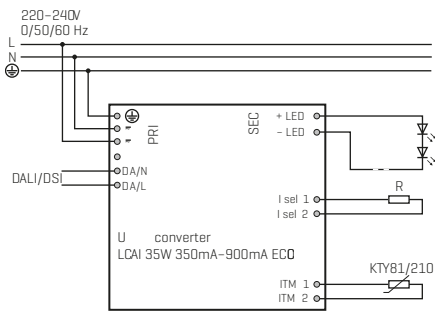 220-240V
0/50/60 Hz
L
N
PRI
SEC
+ LED
– LED
DA/N
DA/L
DALI/DSI
I sel 1
I sel 2
R
U converter
LCAI 35W 350mA–900mA ECO
KTY81/210
ITM 1
ITM 2